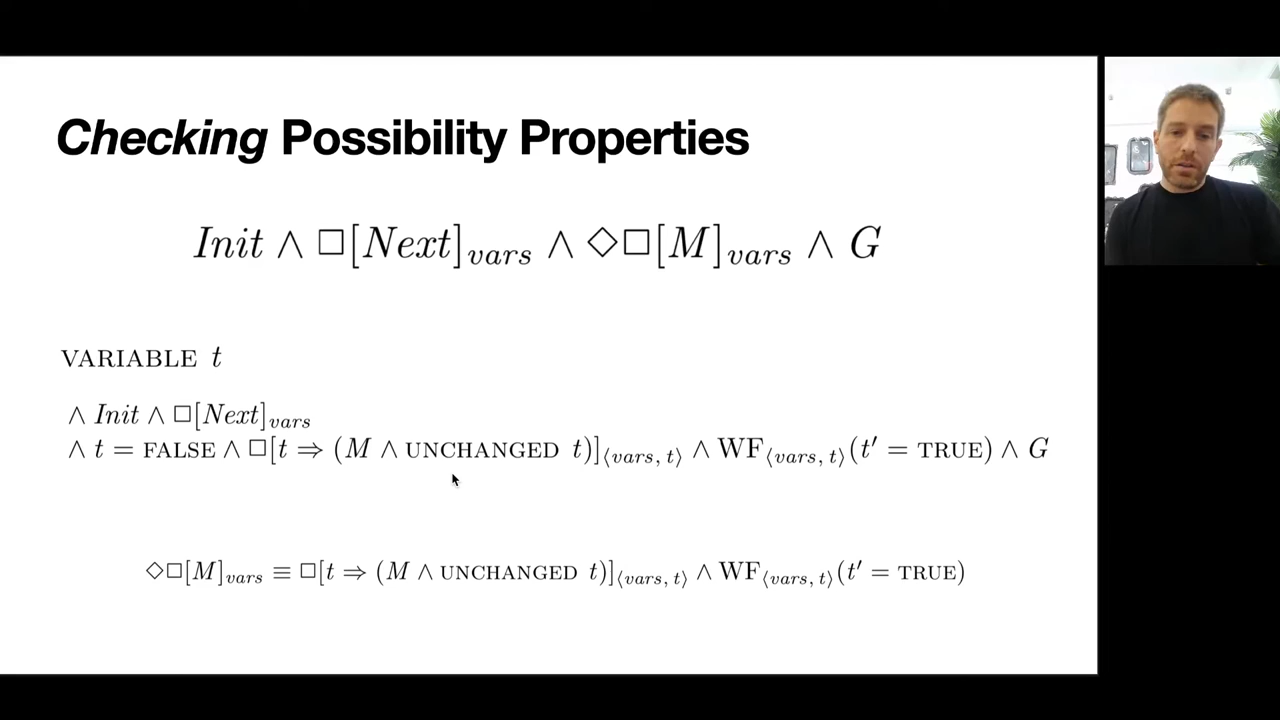 Checking Possibility Properties
Init ∧ □[Next]_vars ∧ ◇□[M]_vars ∧ G
VARIABLE t
∧ Init ∧ □[Next]_vars
∧ t = FALSE ∧ □[t ⇒ (M ∧ UNCHANGED t)]_⟨vars, t⟩ ∧ WF_⟨vars, t⟩(t′ = TRUE) ∧ G
◇□[M]_vars ≡ □[t ⇒ (M ∧ UNCHANGED t)]_⟨vars, t⟩ ∧ WF_⟨vars, t⟩(t′ = TRUE)